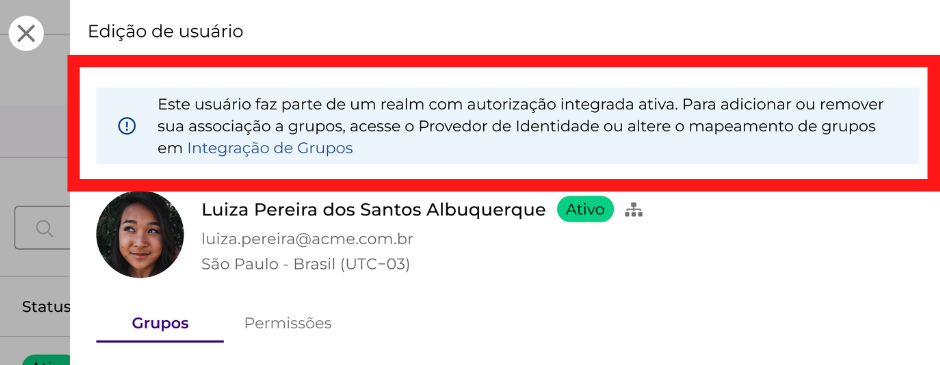 Edição de usuário
Este usuário faz parte de um realm com autorização integrada ativa. Para adicionar ou remover
sua associação a grupos, acesse o Provedor de Identidade ou altere o mapeamento de grupos
em Integração de Grupos
Luiza Pereira dos Santos Albuquerque Ativo
luiza.pereira@acme.com.br
São Paulo - Brasil (UTC−03)
Status
Grupos Permissões